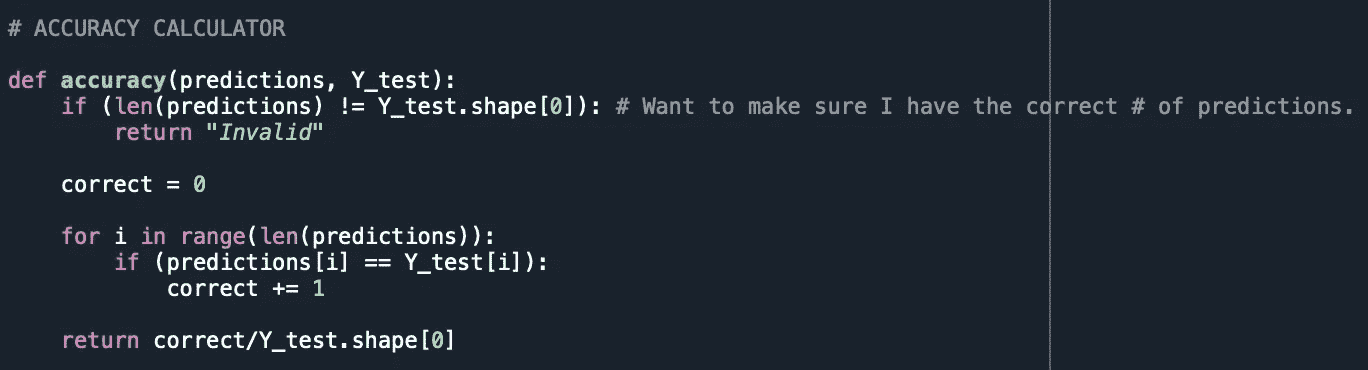 # ACCURACY CALCULATOR
def accuracy(predictions, Y_test):
    if (len(predictions) != Y_test.shape[0]): # Want to make sure I have the correct # of predictions.
        return "Invalid"
    correct = 0
    for i in range(len(predictions)):
        if (predictions[i] == Y_test[i]):
            correct += 1
    return correct/Y_test.shape[0]